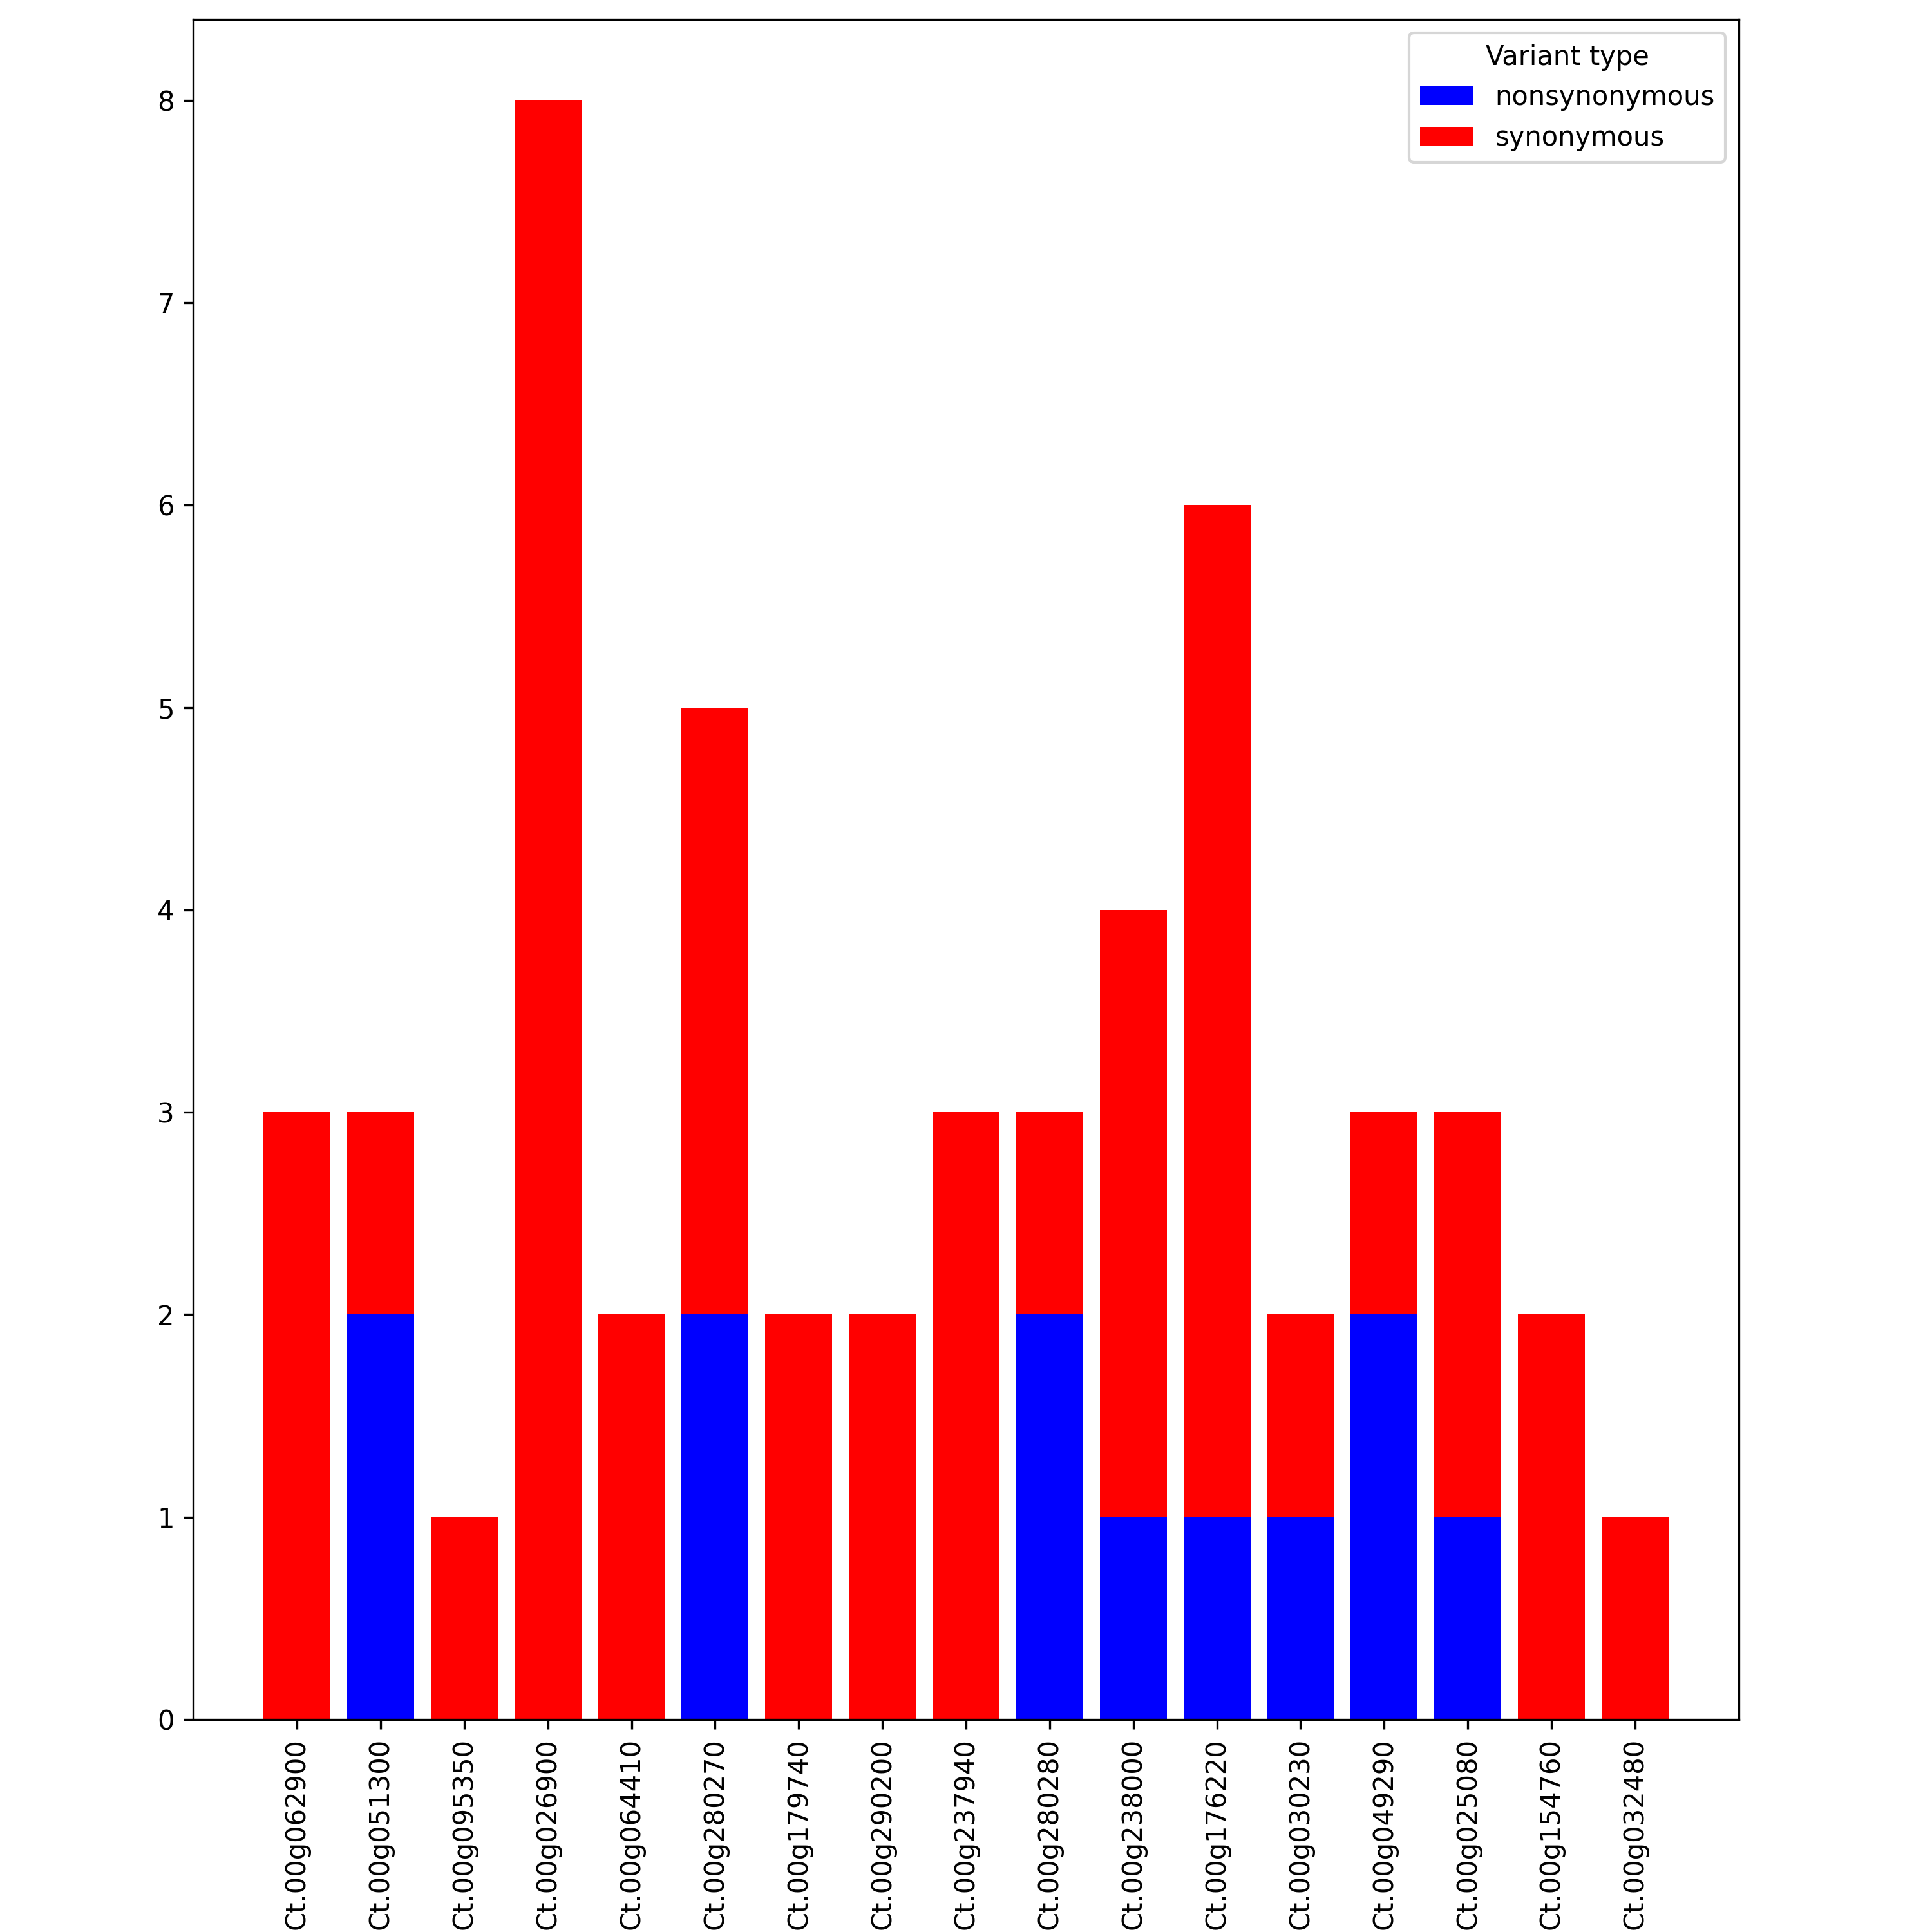 Variant type
nonsynonymous
synonymous
8
7
6
5
4
3
2
1
0
Ct.00g062900
Ct.00g051300
Ct.00g095350
Ct.00g026900
Ct.00g064410
Ct.00g280270
Ct.00g179740
Ct.00g290200
Ct.00g237940
Ct.00g280280
Ct.00g238000
Ct.00g176220
Ct.00g030230
Ct.00g049290
Ct.00g025080
Ct.00g154760
Ct.00g032480